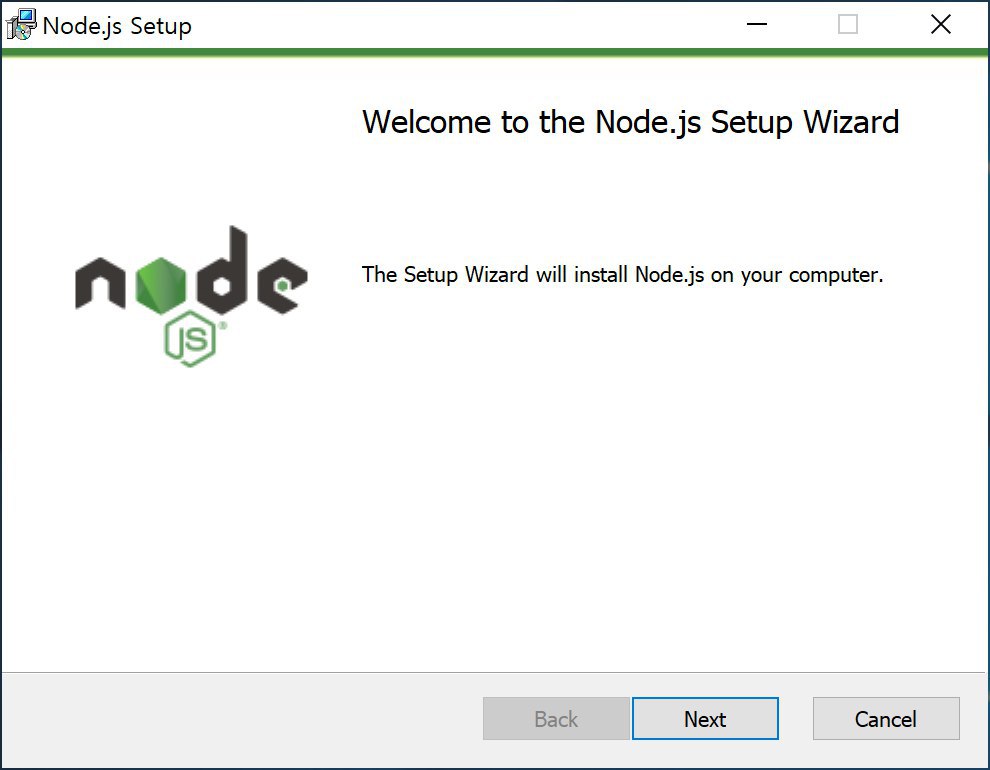 Node.js Setup
Welcome to the Node.js Setup Wizard
node
JS®
The Setup Wizard will install Node.js on your computer.
Back
Next
Cancel